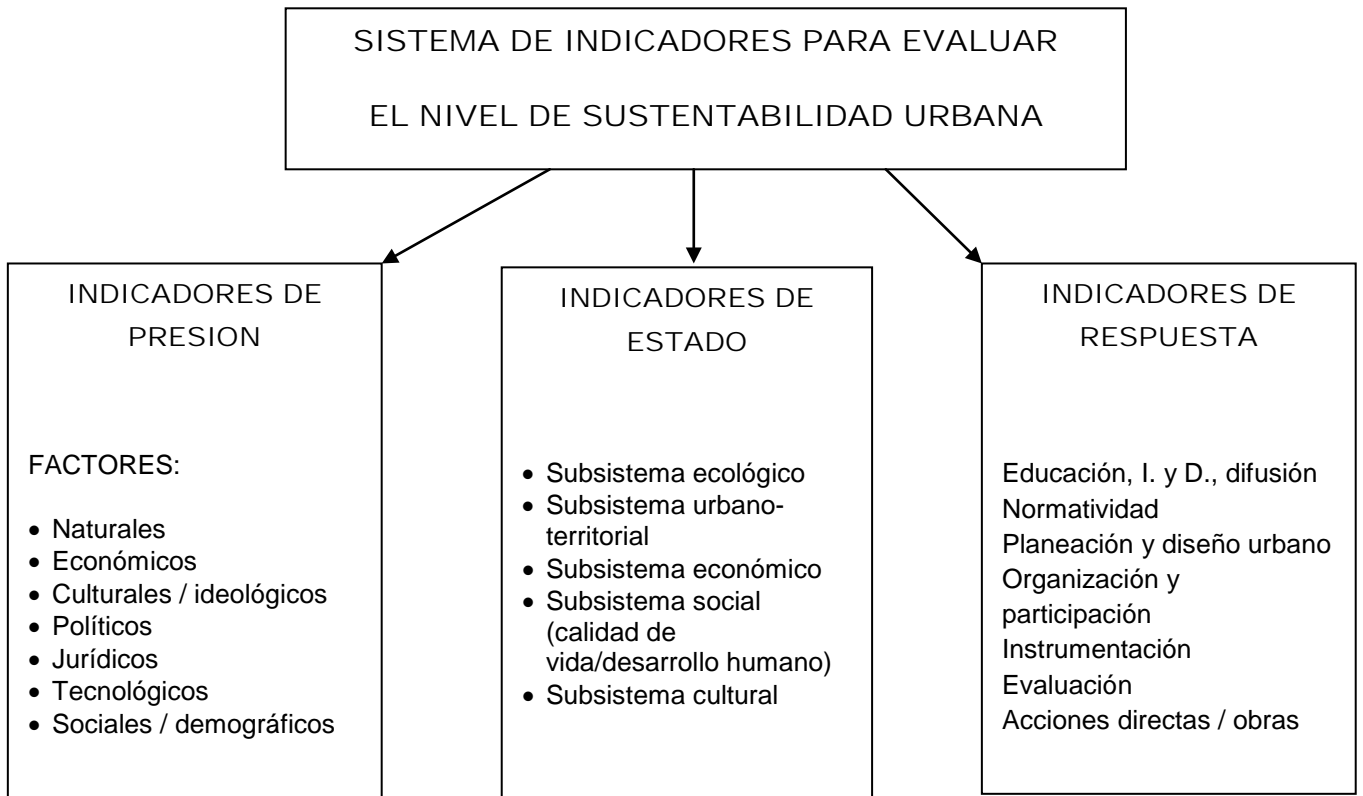 SISTEMA DE INDICADORES PARA EVALUAR
EL NIVEL DE SUSTENTABILIDAD URBANA
INDICADORES DE
PRESION
FACTORES:
• Naturales
• Económicos
• Culturales / ideológicos
• Políticos
• Jurídicos
• Tecnológicos
• Sociales / demográficos
INDICADORES DE
ESTADO
• Subsistema ecológico
• Subsistema urbano-
territorial
• Subsistema económico
• Subsistema social
(calidad de
vida/desarrollo humano)
• Subsistema cultural
INDICADORES DE
RESPUESTA
Educación, I. y D., difusión
Normatividad
Planeación y diseño urbano
Organización y
participación
Instrumentación
Evaluación
Acciones directas / obras